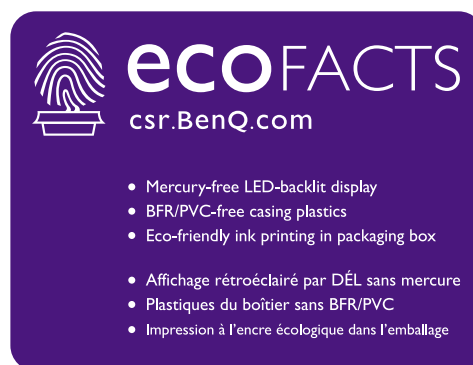 ecoFACTS
csr.BenQ.com
• Mercury-free LED-backlit display
• BFR/PVC-free casing plastics
• Eco-friendly ink printing in packaging box
• Affichage rétroéclairé par DÉL sans mercure
• Plastiques du boîtier sans BFR/PVC
• Impression à l'encre écologique dans l'emballage